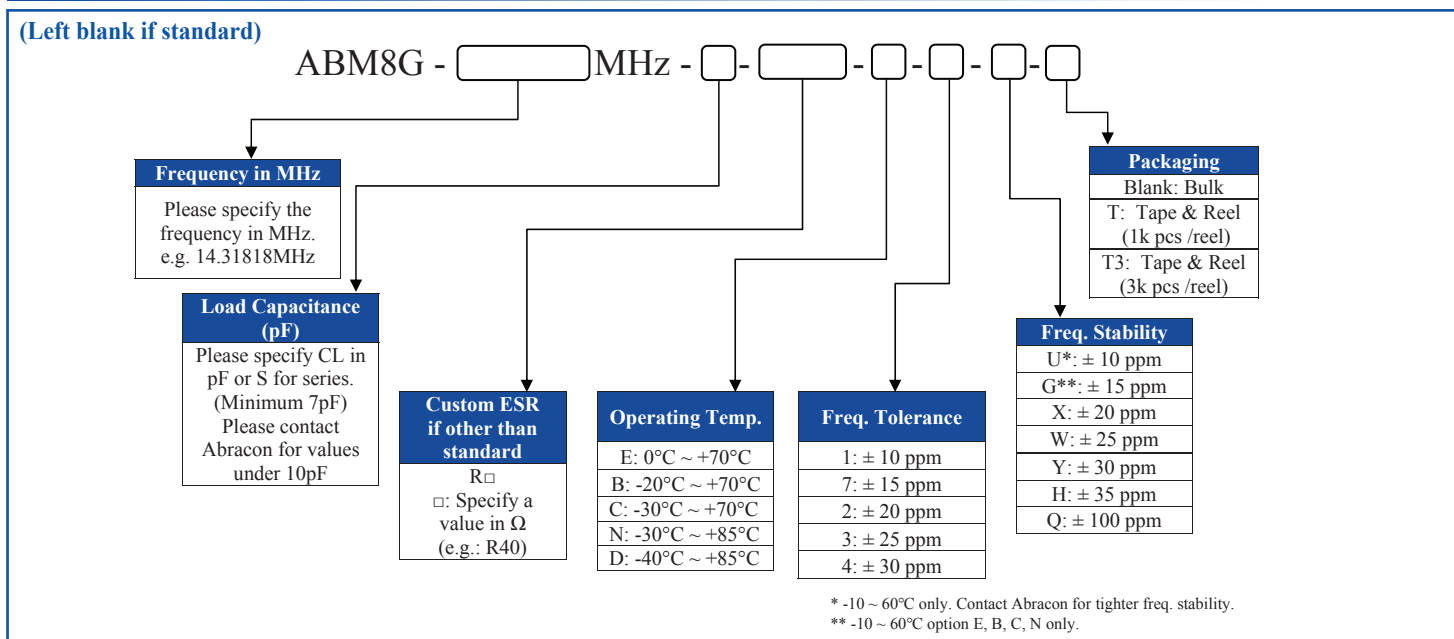 (Left blank if standard)
ABM8G - MHz - - - - - -
Frequency in MHz
Please specify the
frequency in MHz.
e.g. 14.31818MHz
Load Capacitance
(pF)
Please specify CL in
pF or S for series.
(Minimum 7pF)
Please contact
Abracon for values
under 10pF
Custom ESR
if other than
standard
R□
□: Specify a
value in Ω
(e.g.: R40)
Operating Temp.
E: 0°C ~ +70°C
B: -20°C ~ +70°C
C: -30°C ~ +70°C
N: -30°C ~ +85°C
D: -40°C ~ +85°C
Freq. Tolerance
1: ± 10 ppm
7: ± 15 ppm
2: ± 20 ppm
3: ± 25 ppm
4: ± 30 ppm
Freq. Stability
U*: ± 10 ppm
G**: ± 15 ppm
X: ± 20 ppm
W: ± 25 ppm
Y: ± 30 ppm
H: ± 35 ppm
Q: ± 100 ppm
Packaging
Blank: Bulk
T: Tape & Reel
(1k pcs /reel)
T3: Tape & Reel
(3k pcs /reel)
* -10 ~ 60°C only. Contact Abracon for tighter freq. stability.
** -10 ~ 60°C option E, B, C, N only.